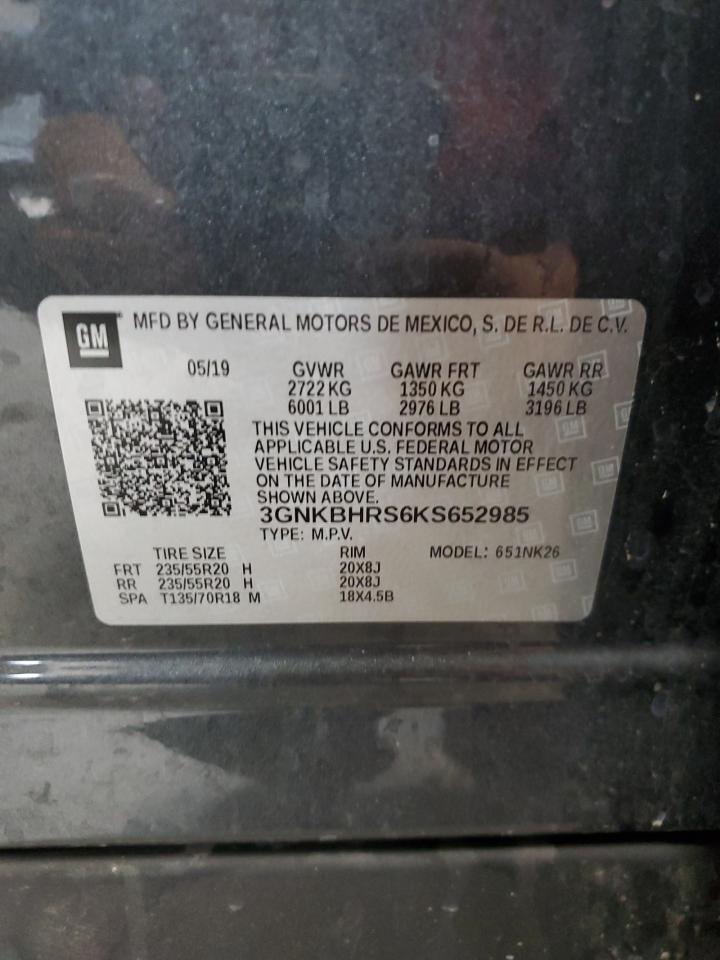 GM
MFD BY GENERAL MOTORS DE MEXICO, S. DE R.L. DE C.V.
05/19 GVWR GAWR FRT GAWR RR
2722 KG 1350 KG 1450 KG
6001 LB 2976 LB 3196 LB
THIS VEHICLE CONFORMS TO ALL
APPLICABLE U.S. FEDERAL MOTOR
VEHICLE SAFETY STANDARDS IN EFFECT
ON THE DATE OF MANUFACTURE
SHOWN ABOVE.
3GNKBHRS6KS652985
TYPE: M.P.V.
TIRE SIZE RIM MODEL: 651NK26
FRT 235/55R20 H 20X8J
RR 235/55R20 H 20X8J
SPA T135/70R18 M 18X4.5B